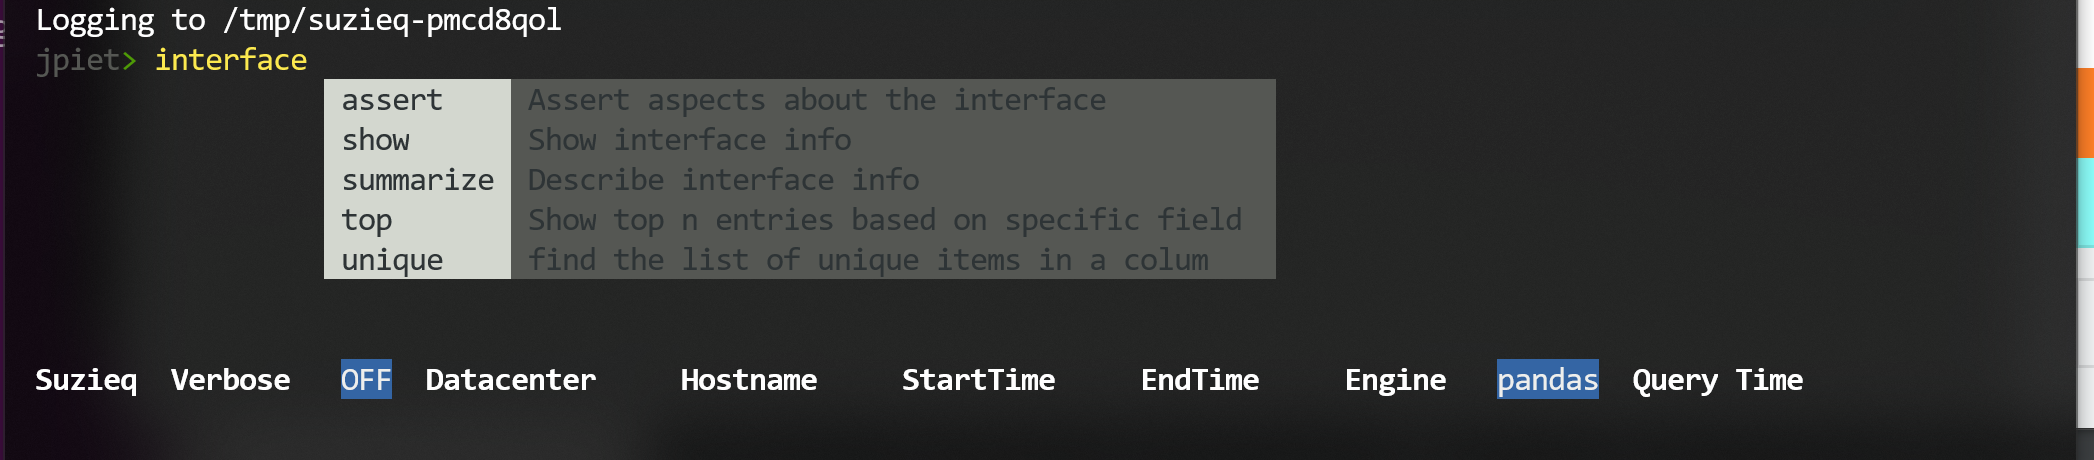 Logging to /tmp/suzieq-pmcd8qol
jpiet> interface
assert Assert aspects about the interface
show Show interface info
summarize Describe interface info
top Show top n entries based on specific field
unique find the list of unique items in a colum
Suzieq Verbose OFF Datacenter Hostname StartTime EndTime Engine pandas Query Time